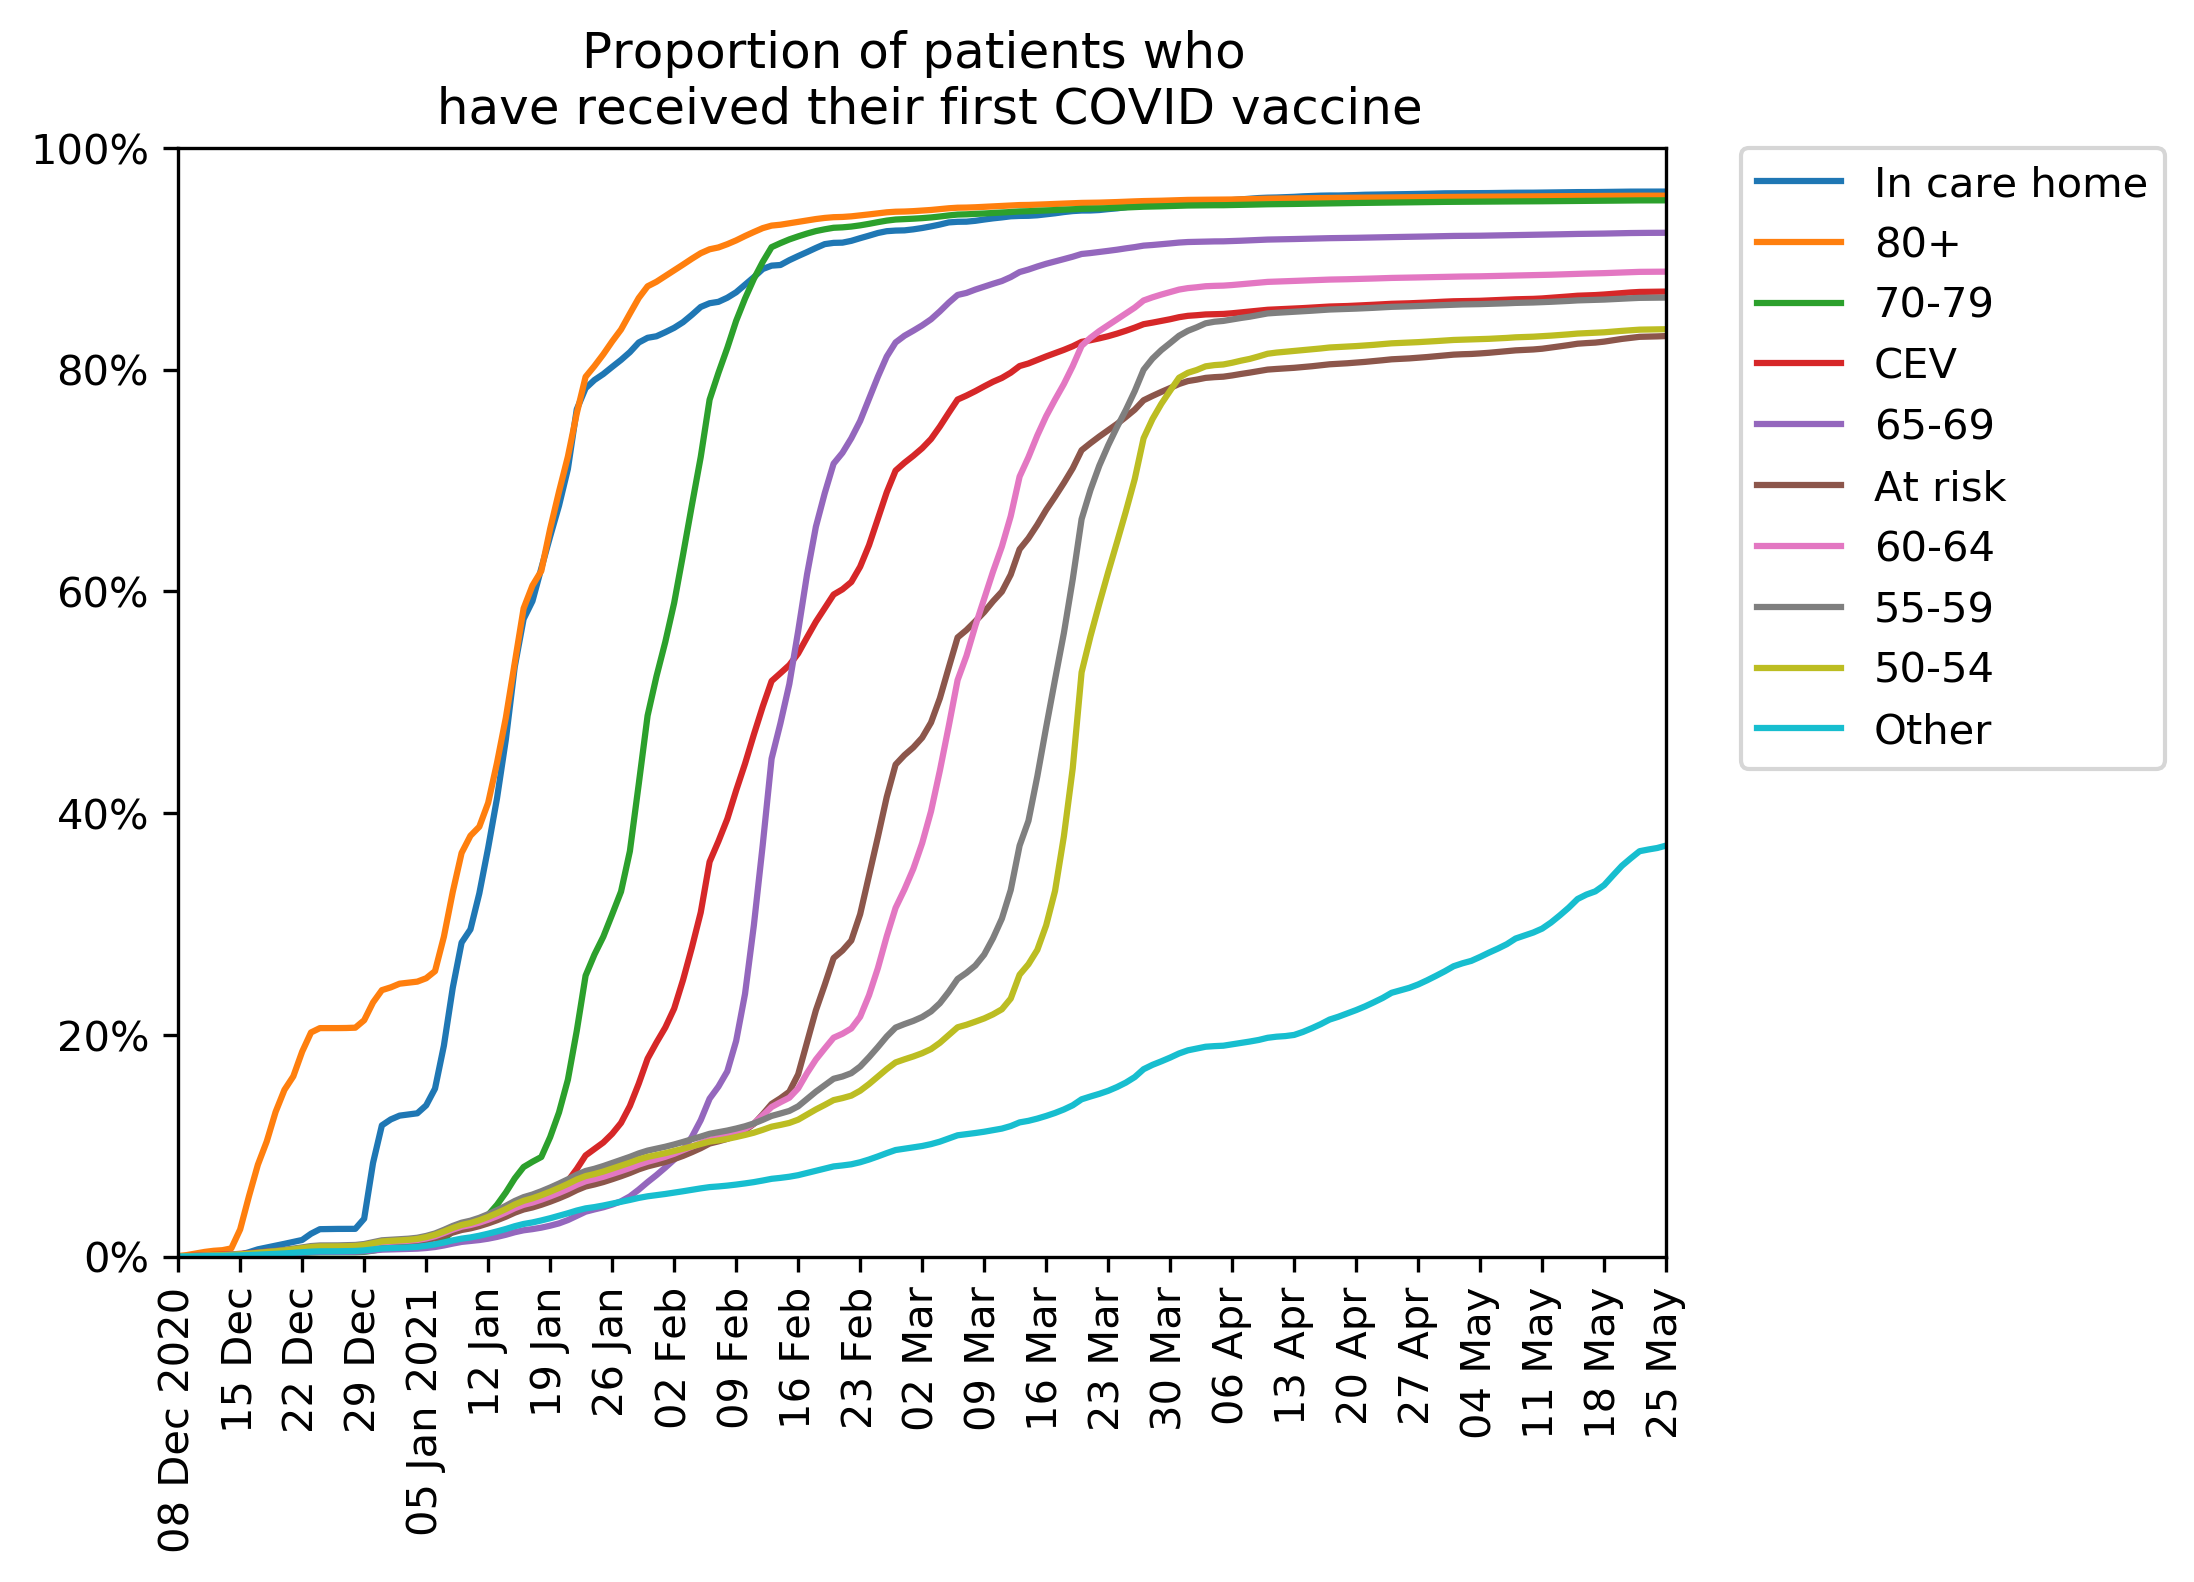 Proportion of patients who
have received their first COVID vaccine
100%
80%
60%
40%
20%
0%
08 Dec 2020
15 Dec
22 Dec
29 Dec
05 Jan 2021
12 Jan
19 Jan
26 Jan
02 Feb
09 Feb
16 Feb
23 Feb
02 Mar
09 Mar
16 Mar
23 Mar
30 Mar
06 Apr
13 Apr
20 Apr
27 Apr
04 May
11 May
18 May
25 May
In care home
80+
70-79
CEV
65-69
At risk
60-64
55-59
50-54
Other